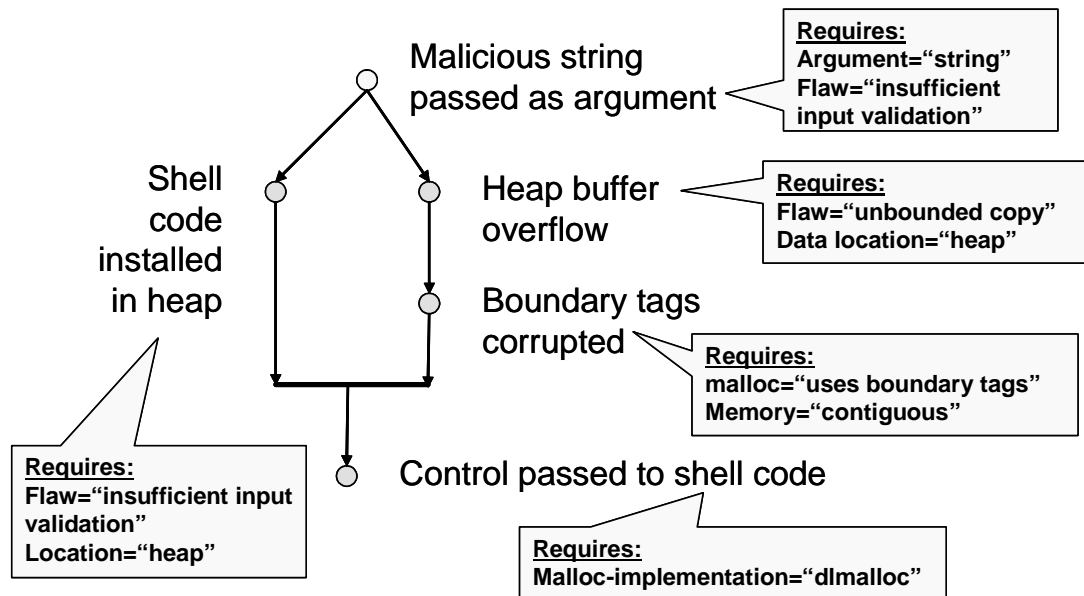 Malicious string
passed as argument
Requires:
Argument=“string”
Flaw=“insufficient
input validation”
Shell
code
installed
in heap
Heap buffer
overflow
Requires:
Flaw=“unbounded copy”
Data location=“heap”
Boundary tags
corrupted
Requires:
malloc=“uses boundary tags”
Memory=“contiguous”
Requires:
Flaw=“insufficient input
validation”
Location=“heap”
Control passed to shell code
Requires:
Malloc-implementation=“dlmalloc”